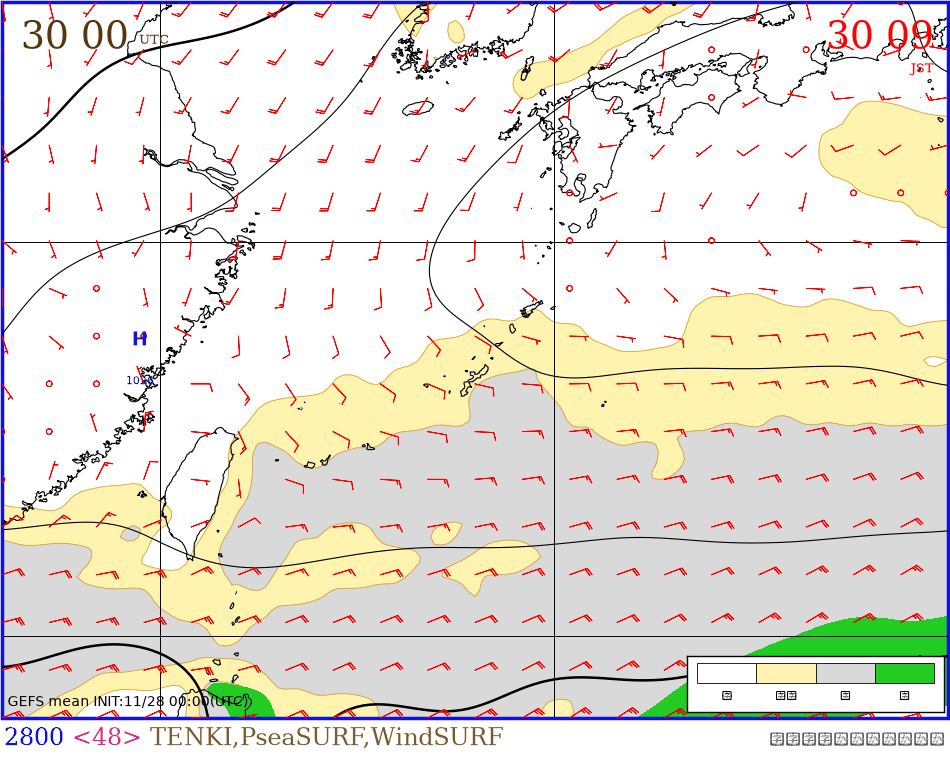 30 00 UTC
30 09
JST
H
GEFS mean INIT:11/28 00:00(UTC)
2800 <48> TENKI,PseaSURF,WindSURF